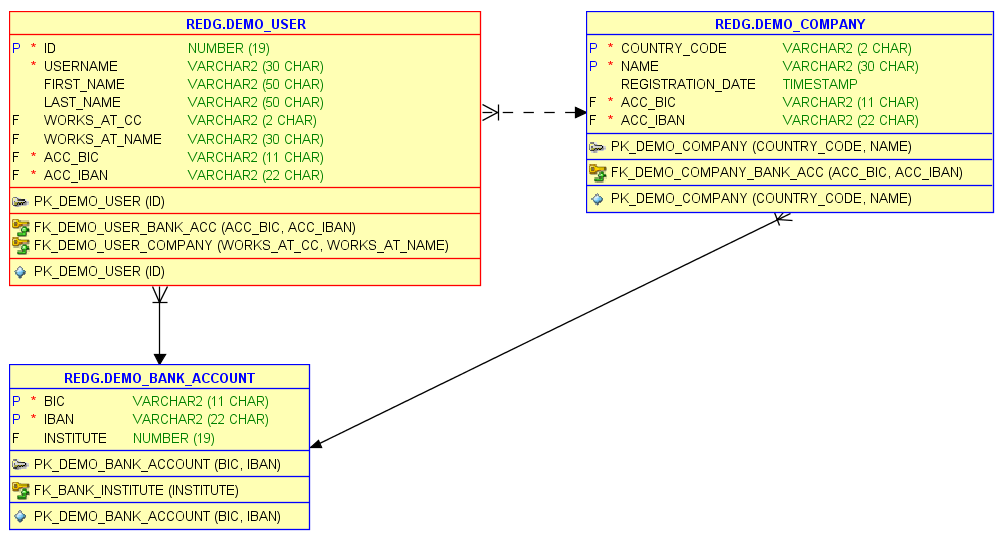 REDG.DEMO_USER
P * ID NUMBER (19)
* USERNAME VARCHAR2 (30 CHAR)
FIRST_NAME VARCHAR2 (50 CHAR)
LAST_NAME VARCHAR2 (50 CHAR)
F WORKS_AT_CC VARCHAR2 (2 CHAR)
F WORKS_AT_NAME VARCHAR2 (30 CHAR)
F * ACC_BIC VARCHAR2 (11 CHAR)
F * ACC_IBAN VARCHAR2 (22 CHAR)
PK_DEMO_USER (ID)
FK_DEMO_USER_BANK_ACC (ACC_BIC, ACC_IBAN)
FK_DEMO_USER_COMPANY (WORKS_AT_CC, WORKS_AT_NAME)
PK_DEMO_USER (ID)
REDG.DEMO_COMPANY
P * COUNTRY_CODE VARCHAR2 (2 CHAR)
P * NAME VARCHAR2 (30 CHAR)
REGISTRATION_DATE TIMESTAMP
F * ACC_BIC VARCHAR2 (11 CHAR)
F * ACC_IBAN VARCHAR2 (22 CHAR)
PK_DEMO_COMPANY (COUNTRY_CODE, NAME)
FK_DEMO_COMPANY_BANK_ACC (ACC_BIC, ACC_IBAN)
PK_DEMO_COMPANY (COUNTRY_CODE, NAME)
REDG.DEMO_BANK_ACCOUNT
P * BIC VARCHAR2 (11 CHAR)
P * IBAN VARCHAR2 (22 CHAR)
F INSTITUTE NUMBER (19)
PK_DEMO_BANK_ACCOUNT (BIC, IBAN)
FK_BANK_INSTITUTE (INSTITUTE)
PK_DEMO_BANK_ACCOUNT (BIC, IBAN)